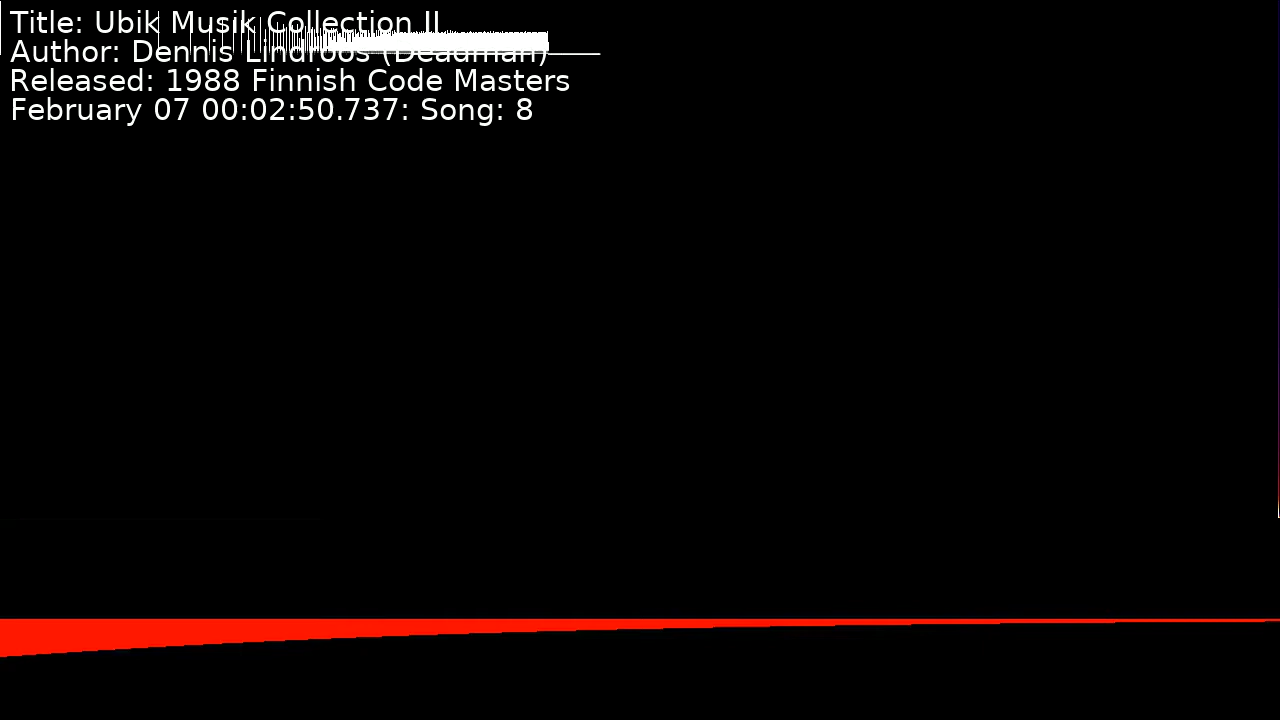 Title: Ubik Musik Collection II
Author: Dennis Lindroos (Deadman)
Released: 1988 Finnish Code Masters
February 07 00:02:50.737: Song: 8